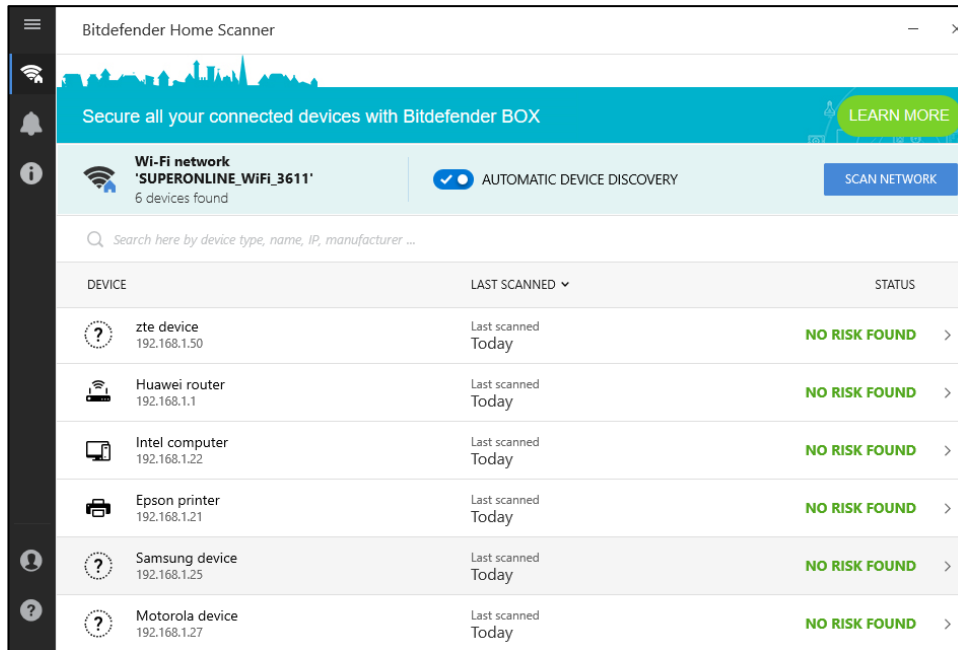 Bitdefender Home Scanner
Secure all your connected devices with Bitdefender BOX
LEARN MORE
Wi-Fi network
'SUPERONLINE_WiFi_3611'
6 devices found
AUTOMATIC DEVICE DISCOVERY
SCAN NETWORK
Search here by device type, name, IP, manufacturer ...
DEVICE LAST SCANNED STATUS
zte device
192.168.1.50
Last scanned
Today
NO RISK FOUND
Huawei router
192.168.1.1
Last scanned
Today
NO RISK FOUND
Intel computer
192.168.1.22
Last scanned
Today
NO RISK FOUND
Epson printer
192.168.1.21
Last scanned
Today
NO RISK FOUND
Samsung device
192.168.1.25
Last scanned
Today
NO RISK FOUND
Motorola device
192.168.1.27
Last scanned
Today
NO RISK FOUND